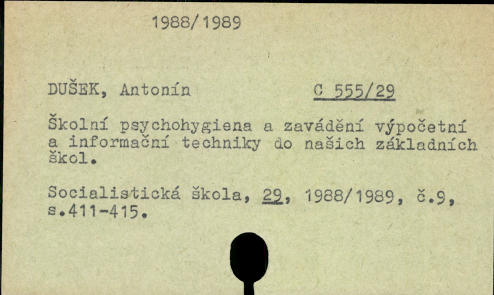 1988/1989
DUŠEK, Antonín C 555/29
Školní psychohygiena a zavádění výpočetní
a informační techniky do našich základních
škol.
Socialistická škola, 29, 1988/1989, č.9,
s.411-415.